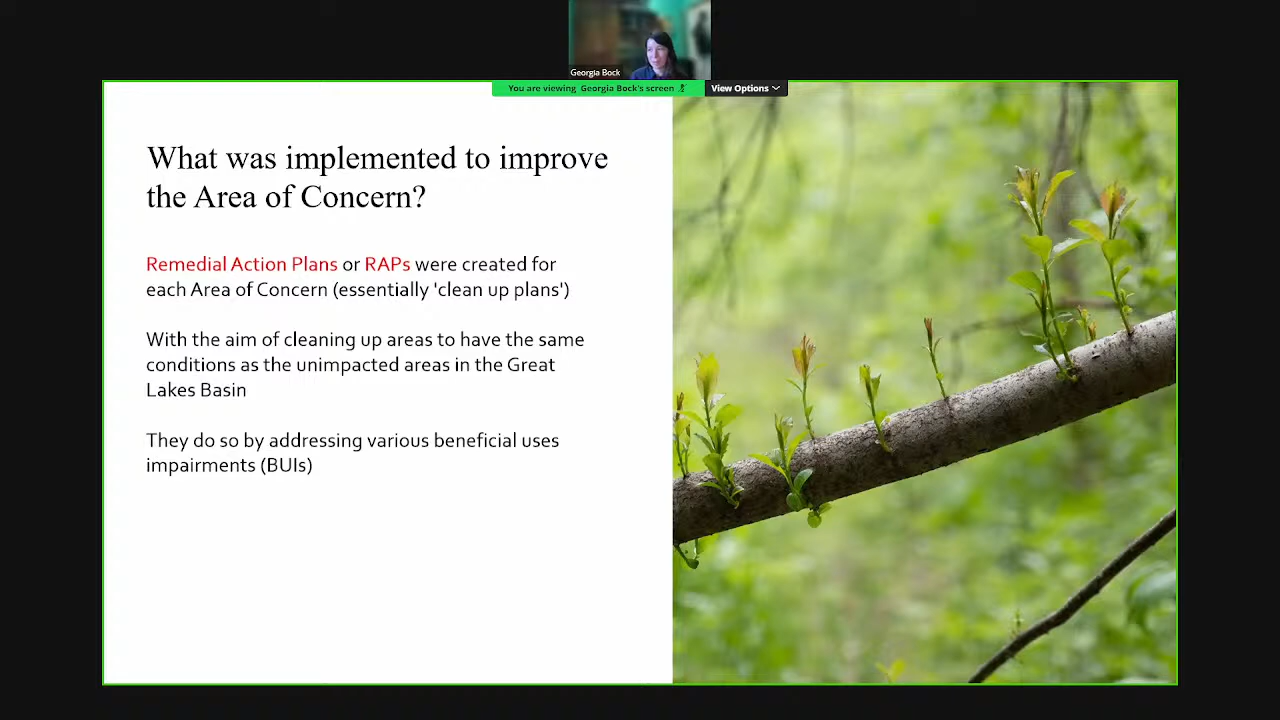 Georgia Bock
You are viewing Georgia Bock's screen
View Options
What was implemented to improve
the Area of Concern?
Remedial Action Plans or RAPs were created for
each Area of Concern (essentially 'clean up plans')
With the aim of cleaning up areas to have the same
conditions as the unimpacted areas in the Great
Lakes Basin
They do so by addressing various beneficial uses
impairments (BUIs)